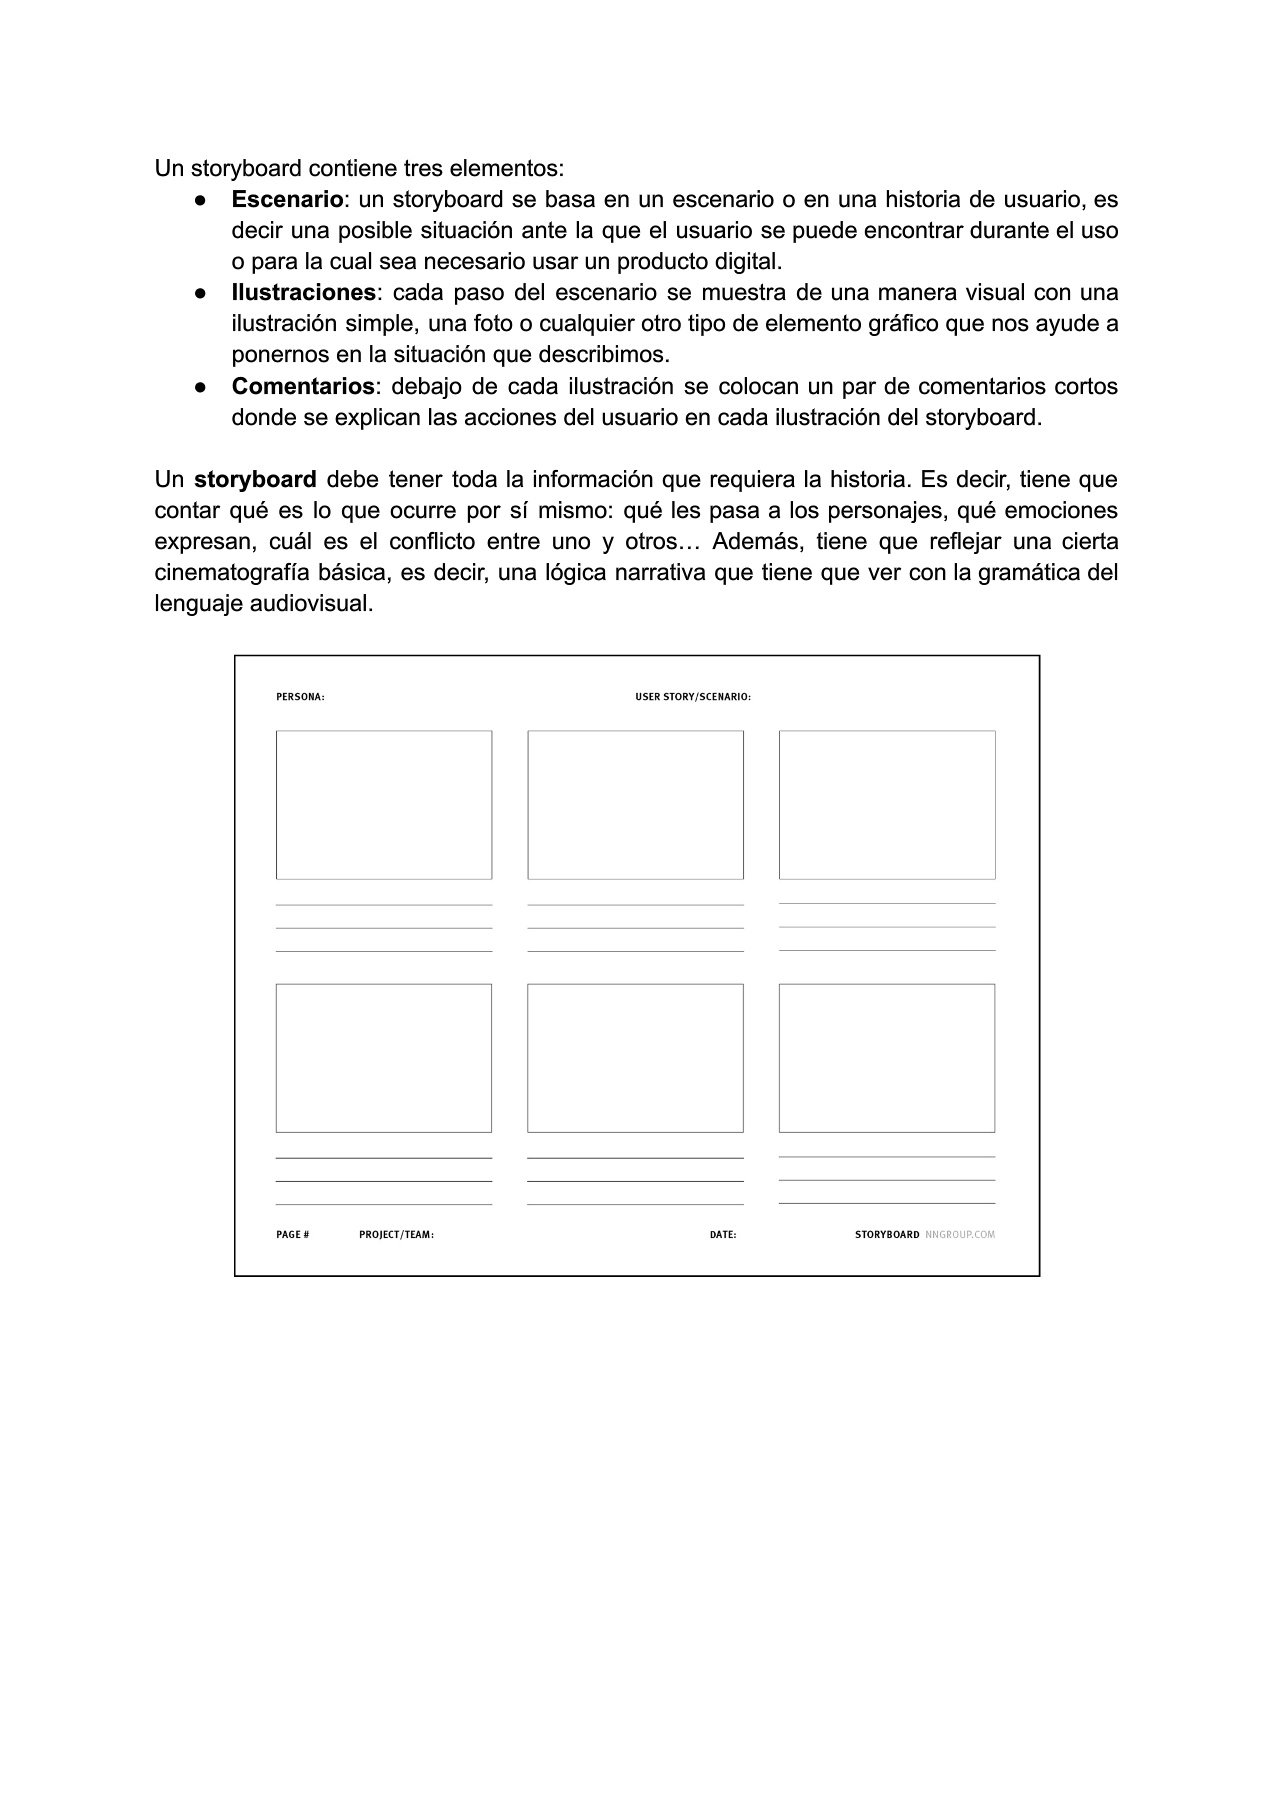 Un storyboard contiene tres elementos:
● Escenario: un storyboard se basa en un escenario o en una historia de usuario, es
decir una posible situación ante la que el usuario se puede encontrar durante el uso
o para la cual sea necesario usar un producto digital.
● Ilustraciones: cada paso del escenario se muestra de una manera visual con una
ilustración simple, una foto o cualquier otro tipo de elemento gráfico que nos ayude a
ponernos en la situación que describimos.
● Comentarios: debajo de cada ilustración se colocan un par de comentarios cortos
donde se explican las acciones del usuario en cada ilustración del storyboard.
Un storyboard debe tener toda la información que requiera la historia. Es decir, tiene que
contar qué es lo que ocurre por sí mismo: qué les pasa a los personajes, qué emociones
expresan, cuál es el conflicto entre uno y otros… Además, tiene que reflejar una cierta
cinematografía básica, es decir, una lógica narrativa que tiene que ver con la gramática del
lenguaje audiovisual.
PERSONA: USER STORY/SCENARIO:
PAGE # PROJECT/TEAM: DATE: STORYBOARD NNGROUP.COM